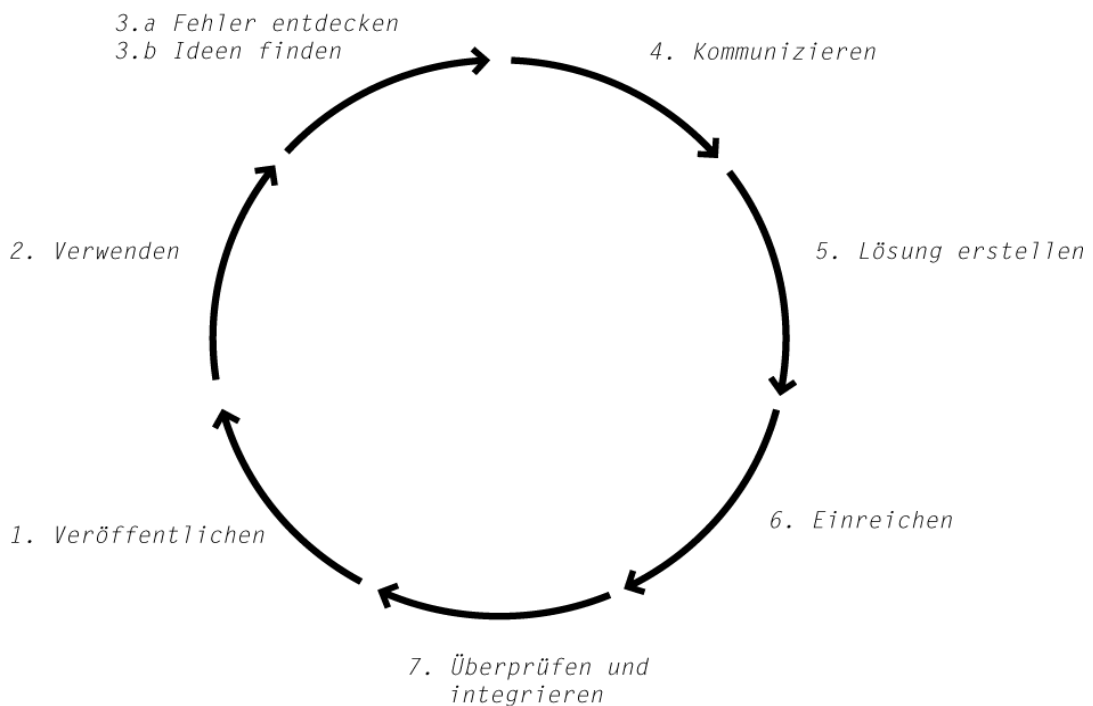 3.a Fehler entdecken
3.b Ideen finden
4. Kommunizieren
2. Verwenden
5. Lösung erstellen
1. Veröffentlichen
6. Einreichen
7. Überprüfen und
integrieren